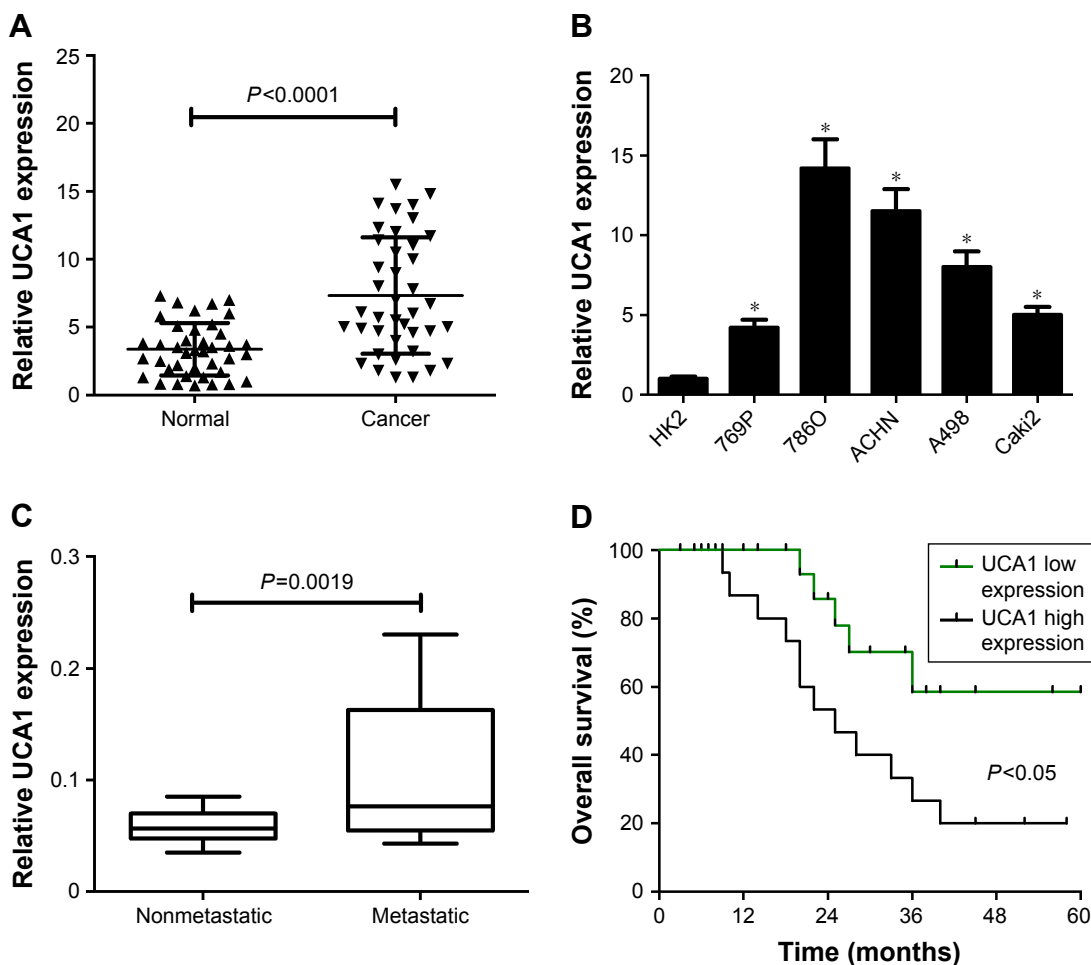 A
Relative UCA1 expression
25
20
15
10
5
0
P<0.0001
Normal
Cancer
B
Relative UCA1 expression
20
15
10
5
0
*
*
*
*
*
HK2
769P
786O
ACHN
A498
Caki2
C
Relative UCA1 expression
0.3
0.2
0.1
0
P=0.0019
Nonmetastatic
Metastatic
D
Overall survival (%)
100
80
60
40
20
0
UCA1 low
expression
UCA1 high
expression
P<0.05
0
12
24
36
48
60
Time (months)